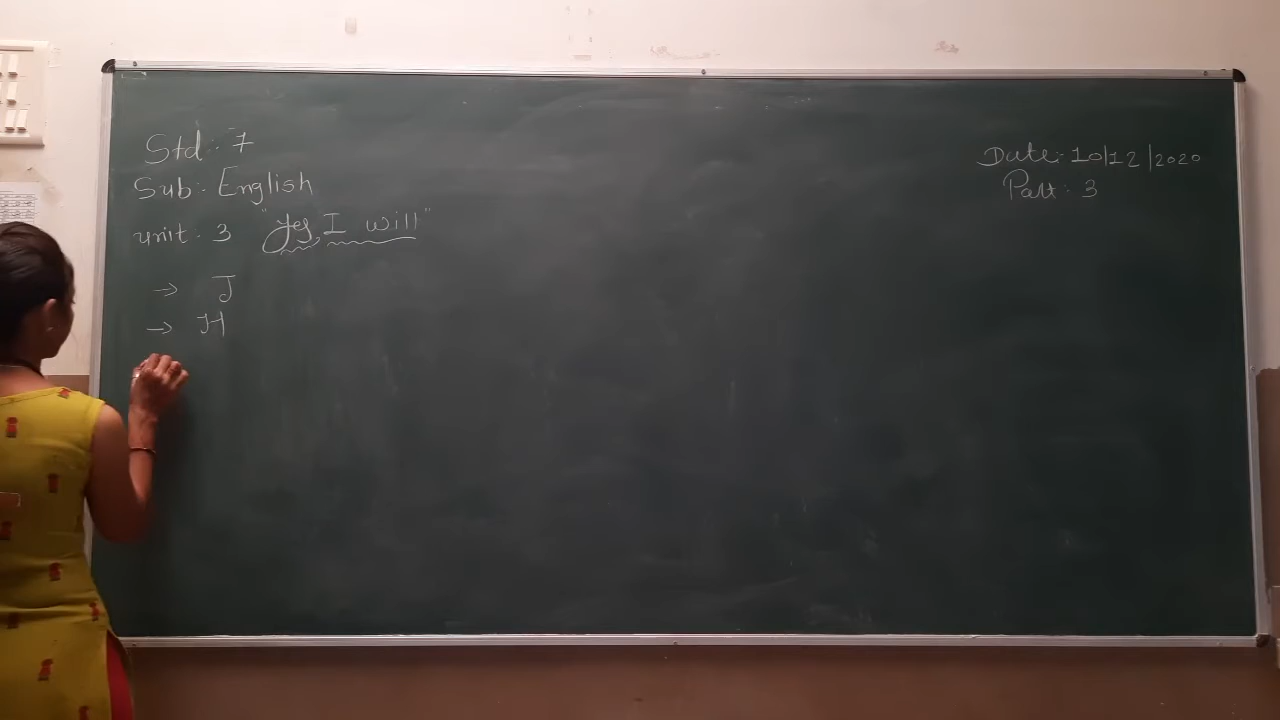 Std :- 7
Sub :- English
unit - 3 "Yes, I will"
→ J
→ H
Date :- 10/12/2020
Part : 3